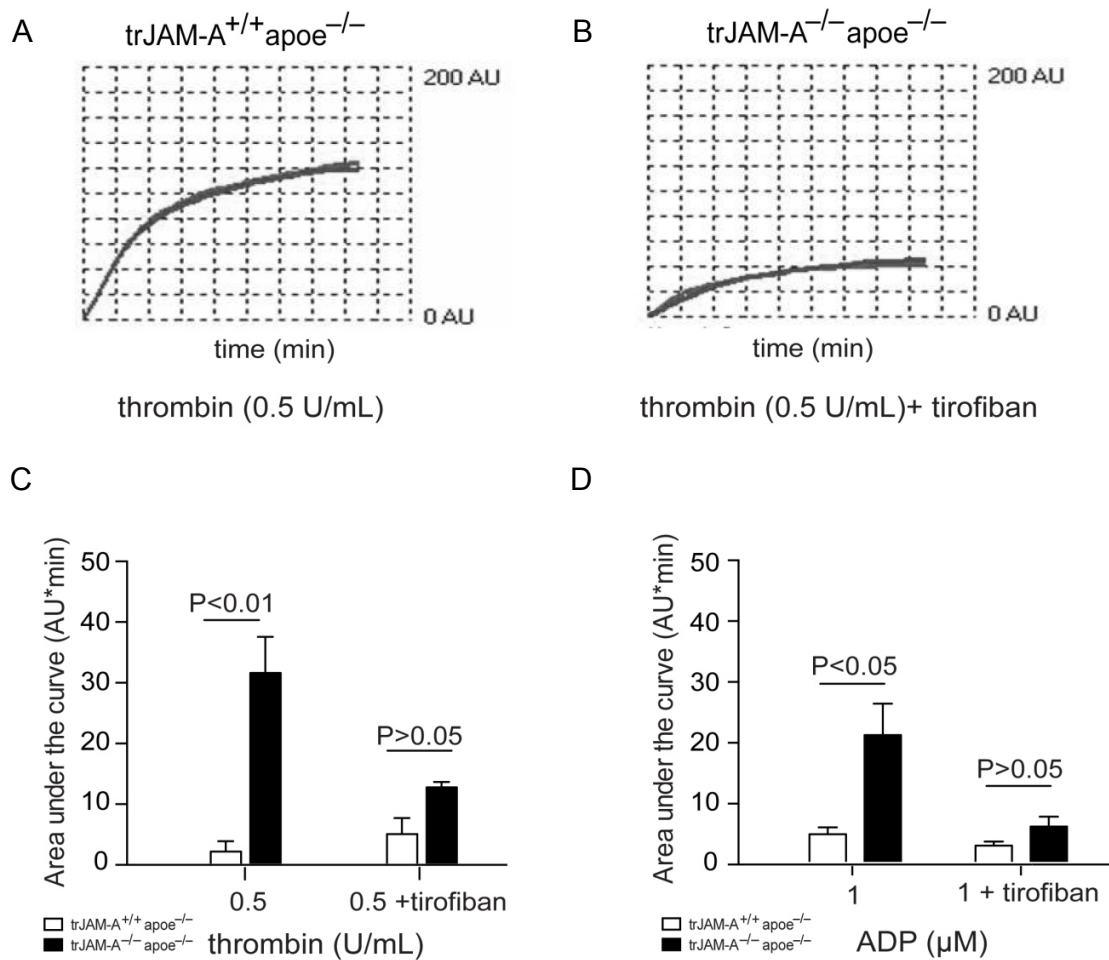 A
trJAM-A+/+apoe−/−
200 AU
0 AU
time (min)
thrombin (0.5 U/mL)
B
trJAM-A−/−apoe−/−
200 AU
0 AU
time (min)
thrombin (0.5 U/mL)+ tirofiban
C
Area under the curve (AU*min)
50
40
30
20
10
0
P<0.01
P>0.05
0.5
0.5 +tirofiban
trJAM-A+/+ apoe−/−
trJAM-A−/− apoe−/−
thrombin (U/mL)
D
Area under the curve (AU*min)
50
40
30
20
10
0
P<0.05
P>0.05
1
1 + tirofiban
trJAM-A+/+ apoe−/−
trJAM-A−/− apoe−/−
ADP (µM)